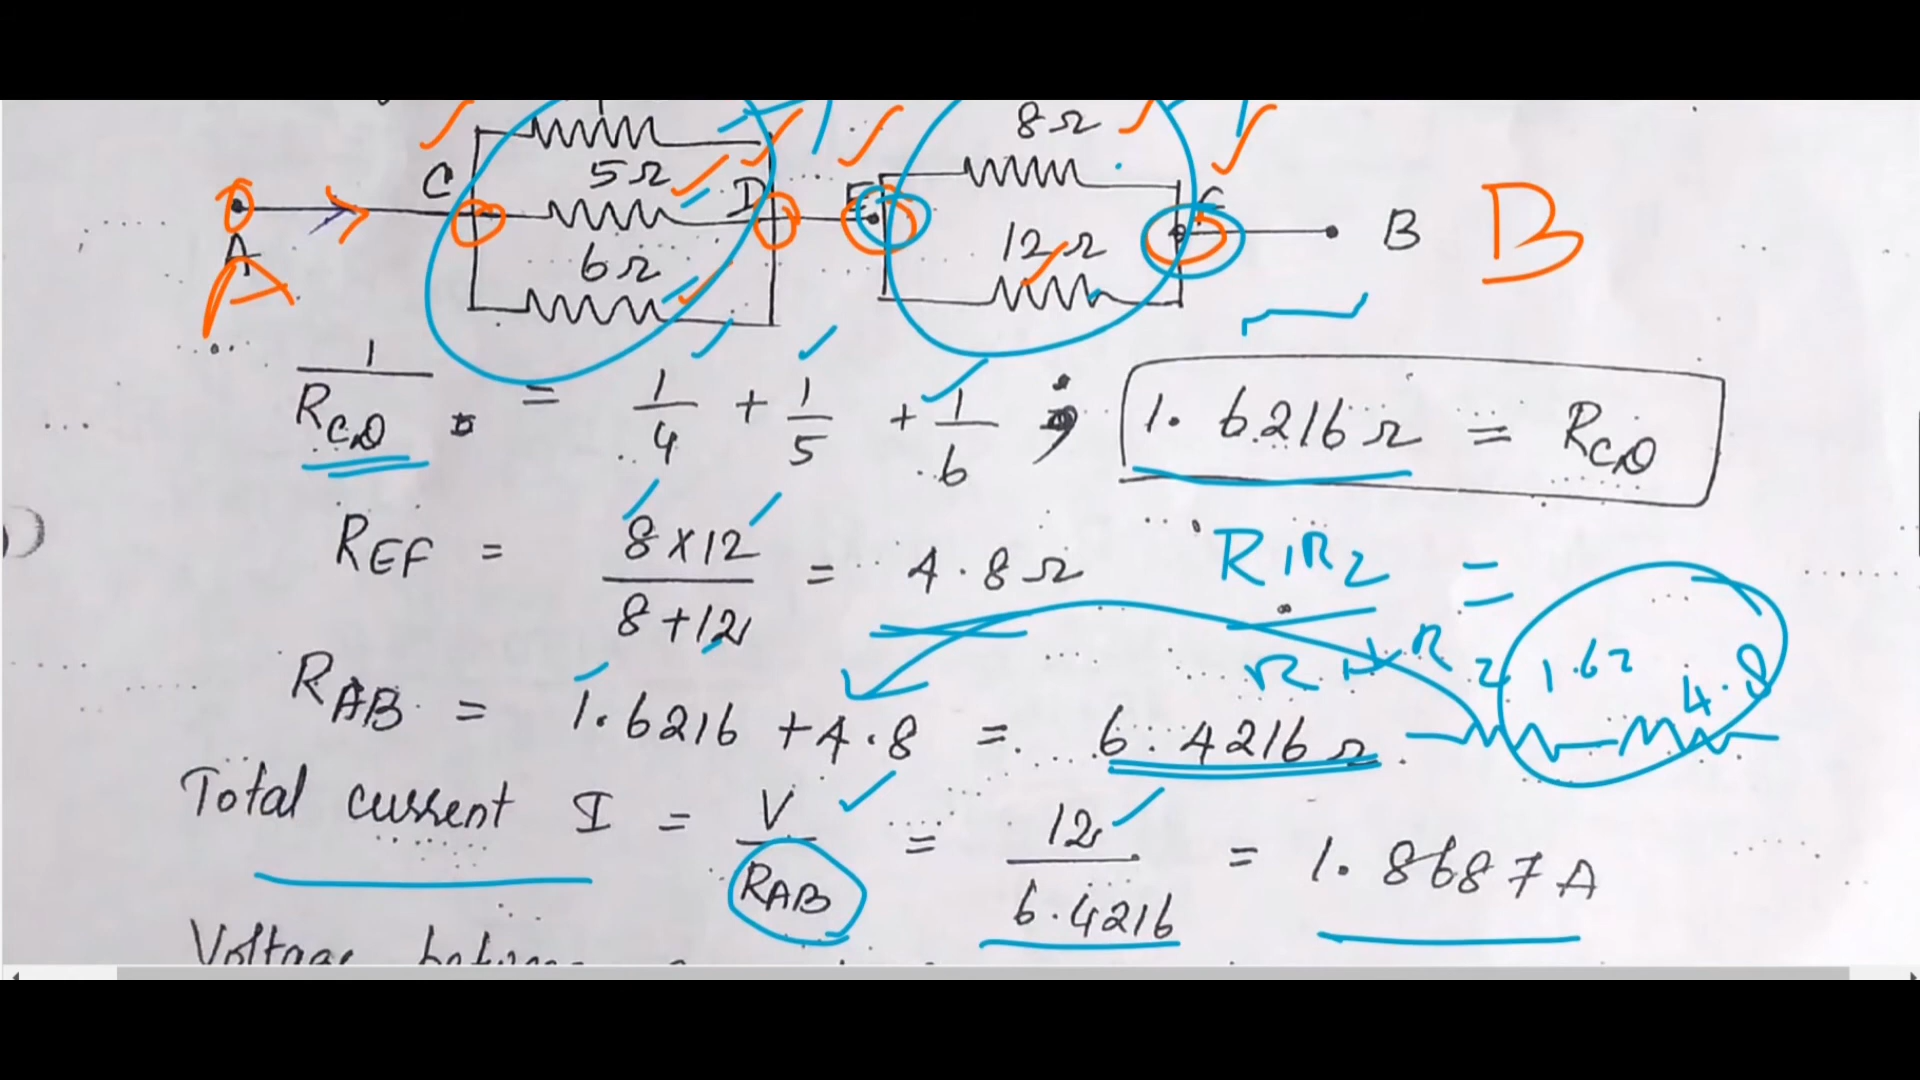 8Ω
C 5Ω D E F
A 6Ω 12Ω B B
A
1/R_CD = 1/4 + 1/5 + 1/6 ; 1.6216Ω = R_CD
R_EF = 8×12/8+12 = 4.8Ω R1R2 =
R1+R2 1.62 4.8
R_AB = 1.6216 + 4.8 = 6.4216Ω
Total current I = V/R_AB = 12/6.4216 = 1.8687A
Voltage